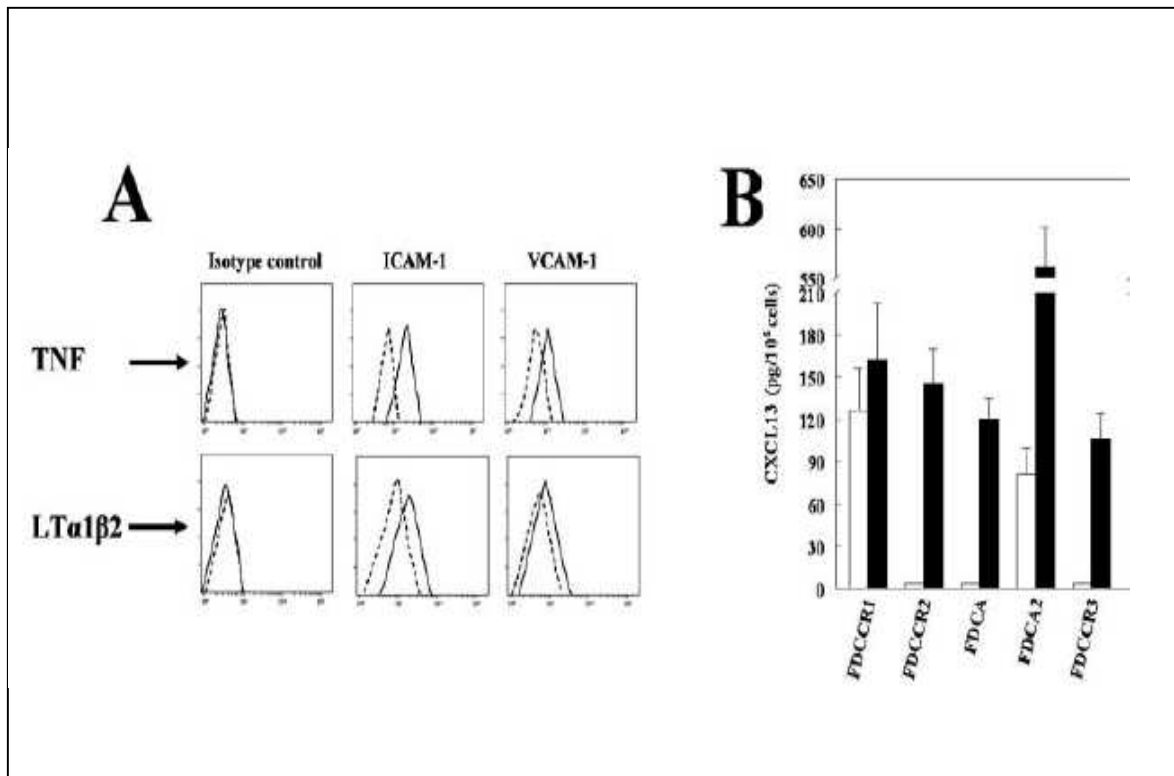 A
Isotype control
ICAM-1
VCAM-1
TNF
LTα1β2
B
CXCL13 (pg/10⁵ cells)
650
600
550
210
180
150
120
90
60
30
0
FDCCR1
FDCCR2
FDCA
FDCA2
FDCCR3